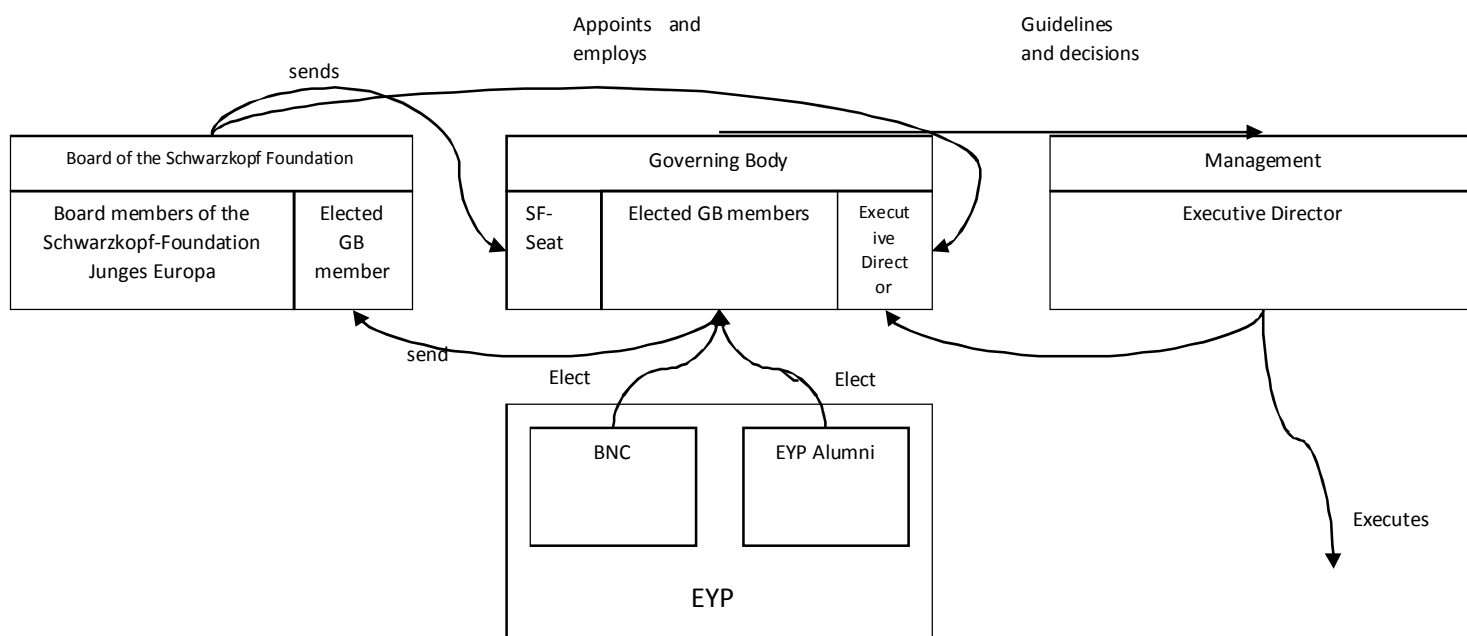 Appoints and
employs
Guidelines
and decisions
sends
Board of the Schwarzkopf Foundation
Governing Body
Management
Board members of the
Schwarzkopf-Foundation
Junges Europa
Elected
GB
member
SF-
Seat
Elected GB members
Execut
ive
Direct
or
Executive Director
send
Elect
Elect
BNC
EYP Alumni
Executes
EYP